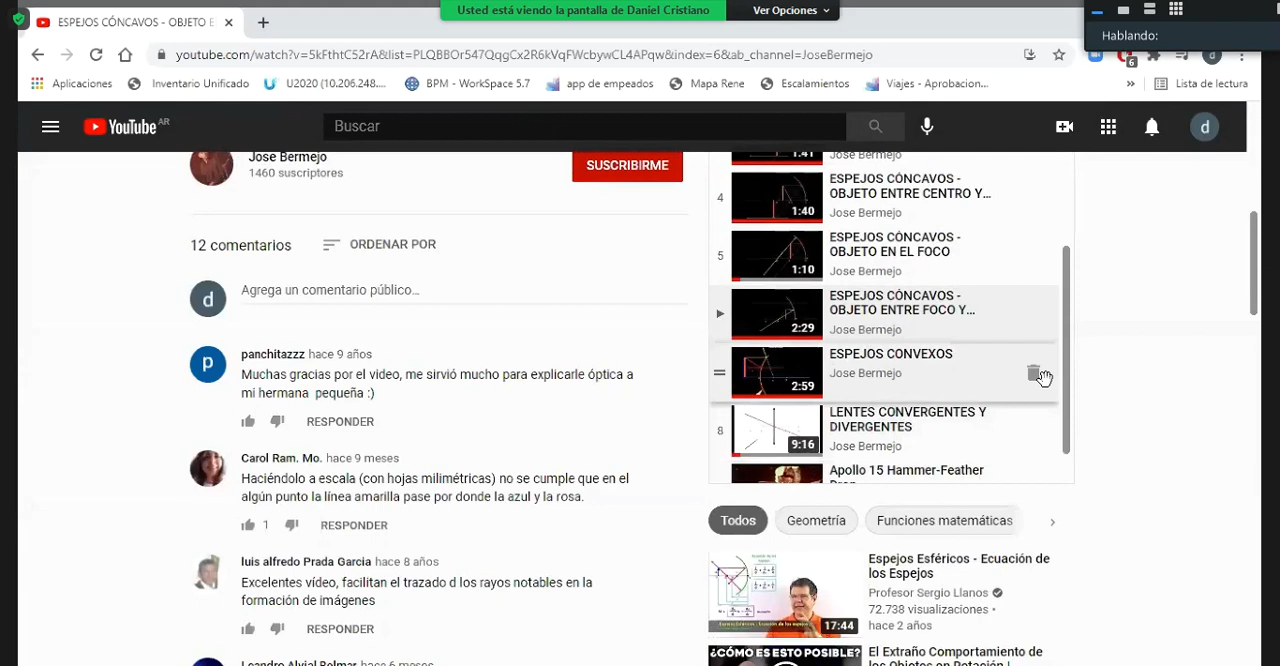 Usted está viendo la pantalla de Daniel Cristiano
Ver Opciones
Hablando:
ESPEJOS CÓNCAVOS - OBJETO E
youtube.com/watch?v=5kFthtC52rA&list=PLQBBOr547QqgCx2R6kVqFWcbywCL4APqw&index=6&ab_channel=JoseBermejo
6
d
Aplicaciones
Inventario Unificado
U2020 (10.206.248....
BPM - WorkSpace 5.7
app de empeados
Mapa Rene
Escalamientos
Viajes - Aprobacion...
»
Lista de lectura
YouTube AR
Buscar
d
Jose Bermejo
1460 suscriptores
SUSCRIBIRME
12 comentarios
ORDENAR POR
d
Agrega un comentario público...
p
panchitazzz hace 9 años
Muchas gracias por el video, me sirvió mucho para explicarle óptica a
mi hermana pequeña :)
RESPONDER
Carol Ram. Mo. hace 9 meses
Haciéndolo a escala (con hojas milimétricas) no se cumple que en el
algún punto la línea amarilla pase por donde la azul y la rosa.
1 RESPONDER
luis alfredo Prada Garcia hace 8 años
Excelentes vídeo, facilitan el trazado d los rayos notables en la
formación de imágenes
RESPONDER
Leandro Alvial Belmar hace 6 meses
1:41
Jose Bermejo
4
1:40
ESPEJOS CÓNCAVOS -
OBJETO ENTRE CENTRO Y...
Jose Bermejo
5
1:10
ESPEJOS CÓNCAVOS -
OBJETO EN EL FOCO
Jose Bermejo
2:29
ESPEJOS CÓNCAVOS -
OBJETO ENTRE FOCO Y...
Jose Bermejo
2:59
ESPEJOS CONVEXOS
Jose Bermejo
8
9:16
LENTES CONVERGENTES Y
DIVERGENTES
Jose Bermejo
Apollo 15 Hammer-Feather
Drop
Todos
Geometría
Funciones matemáticas
17:44
Espejos Esféricos - Ecuación de
los Espejos
Profesor Sergio Llanos
72.738 visualizaciones •
hace 2 años
¿CÓMO ES ESTO POSIBLE?
El Extraño Comportamiento de
los Objetos en Rotación |